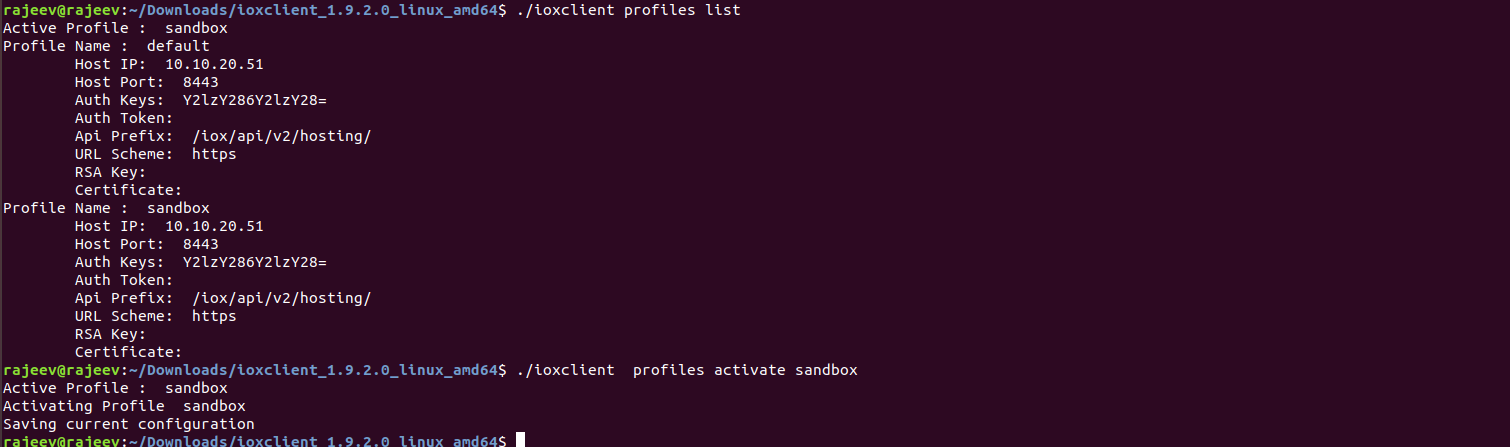 rajeev@rajeev:~/Downloads/ioxclient_1.9.2.0_linux_amd64$ ./ioxclient profiles list
Active Profile :  sandbox
Profile Name :  default
        Host IP:  10.10.20.51
        Host Port:  8443
        Auth Keys:  Y2lzY286Y2lzY28=
        Auth Token:
        Api Prefix:  /iox/api/v2/hosting/
        URL Scheme:  https
        RSA Key:
        Certificate:
Profile Name :  sandbox
        Host IP:  10.10.20.51
        Host Port:  8443
        Auth Keys:  Y2lzY286Y2lzY28=
        Auth Token:
        Api Prefix:  /iox/api/v2/hosting/
        URL Scheme:  https
        RSA Key:
        Certificate:
rajeev@rajeev:~/Downloads/ioxclient_1.9.2.0_linux_amd64$ ./ioxclient  profiles activate sandbox
Active Profile :  sandbox
Activating Profile  sandbox
Saving current configuration
rajeev@rajeev:~/Downloads/ioxclient_1.9.2.0_linux_amd64$